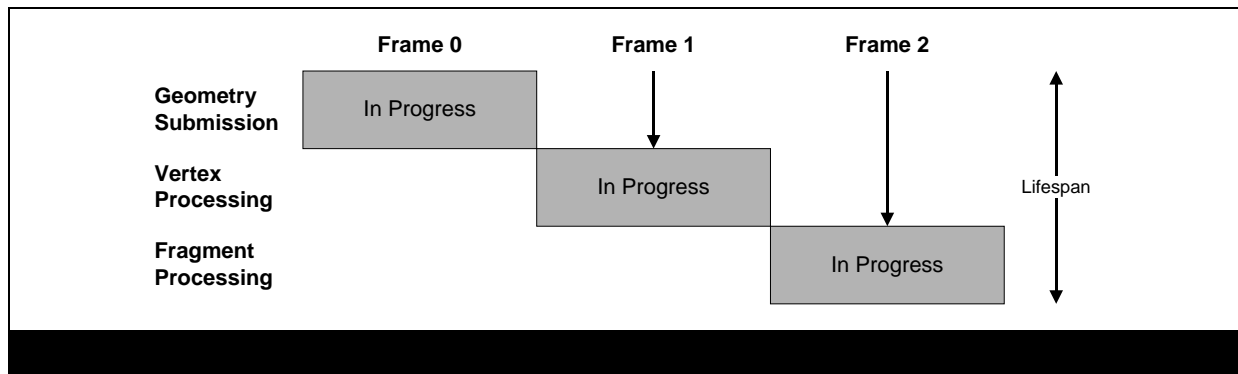 Frame 0
Frame 1
Frame 2
Geometry
Submission
In Progress
Vertex
Processing
In Progress
Lifespan
Fragment
Processing
In Progress